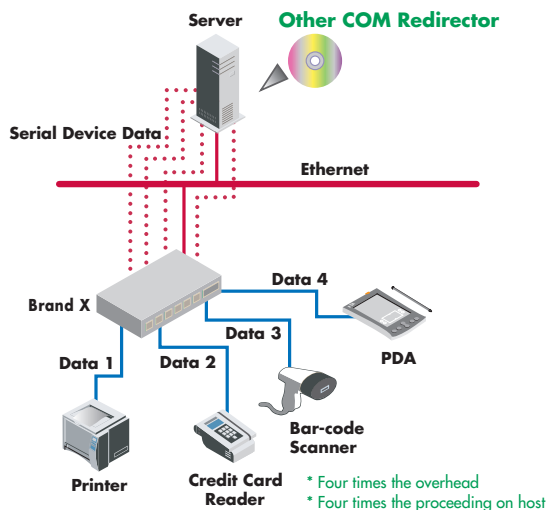 Server
Other COM Redirector
Serial Device Data
Ethernet
Brand X
Data 4
Data 3
Data 1
Data 2
PDA
Bar-code
Scanner
Printer
Credit Card
Reader
* Four times the overhead
* Four times the proceeding on host